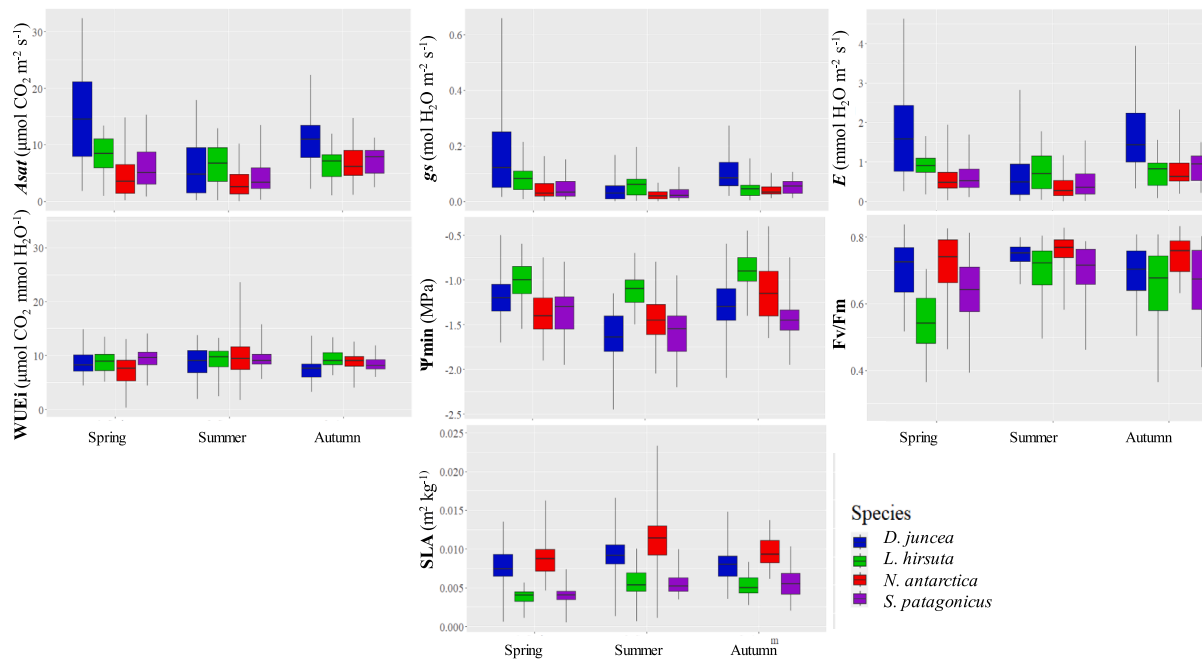 Asat (μmol CO₂ m⁻² s⁻¹)
30
20
10
0
gs (mol H₂O m⁻² s⁻¹)
0.6
0.4
0.2
0.0
E (mmol H₂O m⁻² s⁻¹)
4
3
2
1
0
WUEi (μmol CO₂ mmol H₂O⁻¹)
30
20
10
0
Spring Summer Autumn
Ψmin (MPa)
-0.5
-1.0
-1.5
-2.0
-2.5
Fv/Fm
0.8
0.6
0.4
Spring Summer Autumn
SLA (m² kg⁻¹)
0.025
0.020
0.015
0.010
0.005
0.000
Spring Summer Autumn m
Species
D. juncea
L. hirsuta
N. antarctica
S. patagonicus